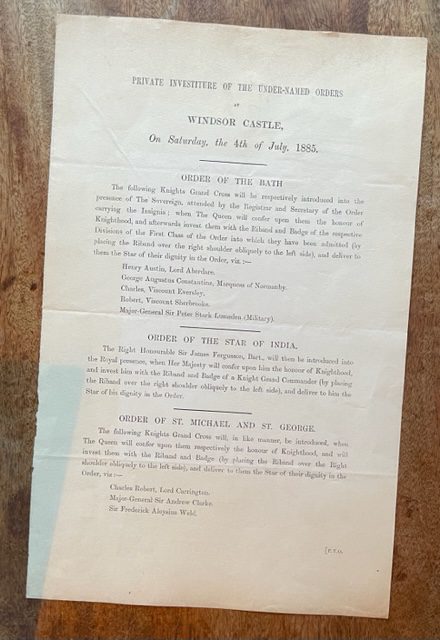 PRIVATE INVESTITURE OF THE UNDER-NAMED ORDERS
AT
WINDSOR CASTLE,
On Saturday, the 4th of July, 1885.
ORDER OF THE BATH
The following Knights Grand Cross will be respectively introduced into the
presence of The Sovereign, attended by the Registrar and Secretary of the Order
carrying the Insignia; when The Queen will confer upon them the honour of
Knighthood, and afterwards invest them with the Riband and Badge of the respective
Divisions of the First Class of the Order into which they have been admitted (by
placing the Riband over the right shoulder obliquely to the left side), and deliver to
them the Star of their dignity in the Order, viz :—
Henry Austin, Lord Aberdare.
George Augustus Constantine, Marquess of Normanby.
Charles, Viscount Eversley.
Robert, Viscount Sherbrooke.
Major-General Sir Peter Stark Lumsden (Military).
ORDER OF THE STAR OF INDIA.
The Right Honourable Sir James Fergusson, Bart., will then be introduced into
the Royal presence, when Her Majesty will confer upon him the honour of Knighthood,
and invest him with the Riband and Badge of a Knight Grand Commander (by placing
the Riband over the right shoulder obliquely to the left side), and deliver to him the
Star of his dignity in the Order.
ORDER OF ST. MICHAEL AND ST. GEORGE.
The following Knights Grand Cross will, in like manner, be introduced, when
The Queen will confer upon them respectively the honour of Knighthood, and will
invest them with the Riband and Badge (by placing the Riband over the Right
shoulder obliquely to the left side), and deliver to them the Star of their dignity in the
Order, viz :—
Charles Robert, Lord Carrington.
Major-General Sir Andrew Clarke.
Sir Frederick Aloysius Weld.
[P.T.O.